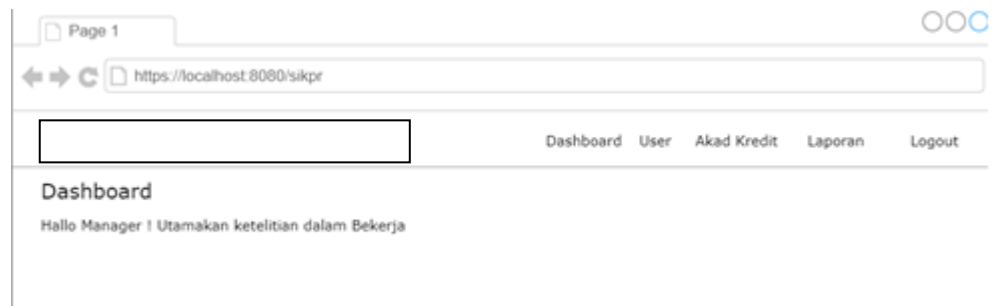 Page 1
https://localhost:8080/sikpr
Dashboard User Akad Kredit Laporan Logout
Dashboard
Hallo Manager ! Utamakan ketelitian dalam Bekerja